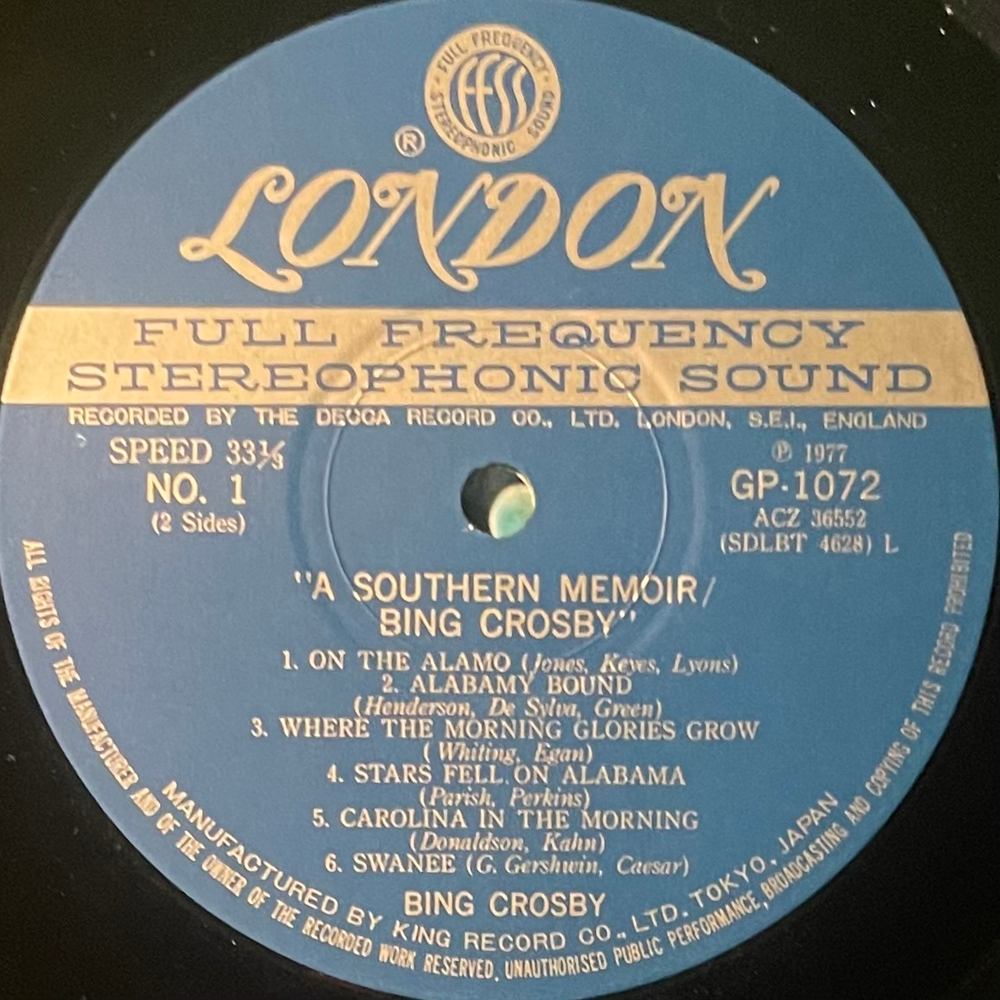 FULL FREQUENCY
ffss
STEREOPHONIC SOUND
®
LONDON
FULL FREQUENCY
STEREOPHONIC SOUND
RECORDED BY THE DECCA RECORD CO., LTD. LONDON, S.E.I., ENGLAND
SPEED 33⅓
℗ 1977
NO. 1
GP-1072
(2 Sides)
ACZ 36552
(SDLBT 4628) L
"A SOUTHERN MEMOIR/
BING CROSBY"
1. ON THE ALAMO (Jones, Keyes, Lyons)
2. ALABAMY BOUND
(Henderson, De Sylva, Green)
3. WHERE THE MORNING GLORIES GROW
(Whiting, Egan)
4. STARS FELL ON ALABAMA
(Parish, Perkins)
5. CAROLINA IN THE MORNING
(Donaldson, Kahn)
6. SWANEE (G. Gershwin, Caesar)
BING CROSBY
MANUFACTURED BY KING RECORD CO., LTD. TOKYO, JAPAN
ALL RIGHTS OF THE MANUFACTURER AND OF THE OWNER OF THE RECORDED WORK RESERVED. UNAUTHORISED PUBLIC PERFORMANCE, BROADCASTING AND COPYING OF THIS RECORD PROHIBITED